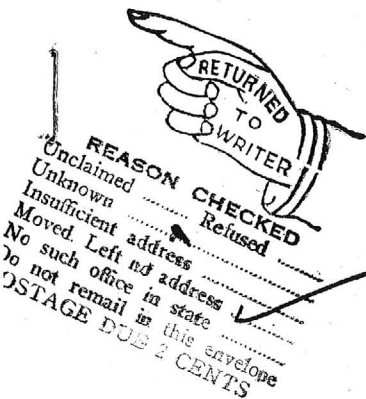 RETURNED
TO
WRITER
REASON CHECKED
Unclaimed ........ Refused ........
Unknown ................
Insufficient address ................
Moved, Left no address ................
No such office in state ................
Do not remail in this envelope
POSTAGE DUE 2 CENTS